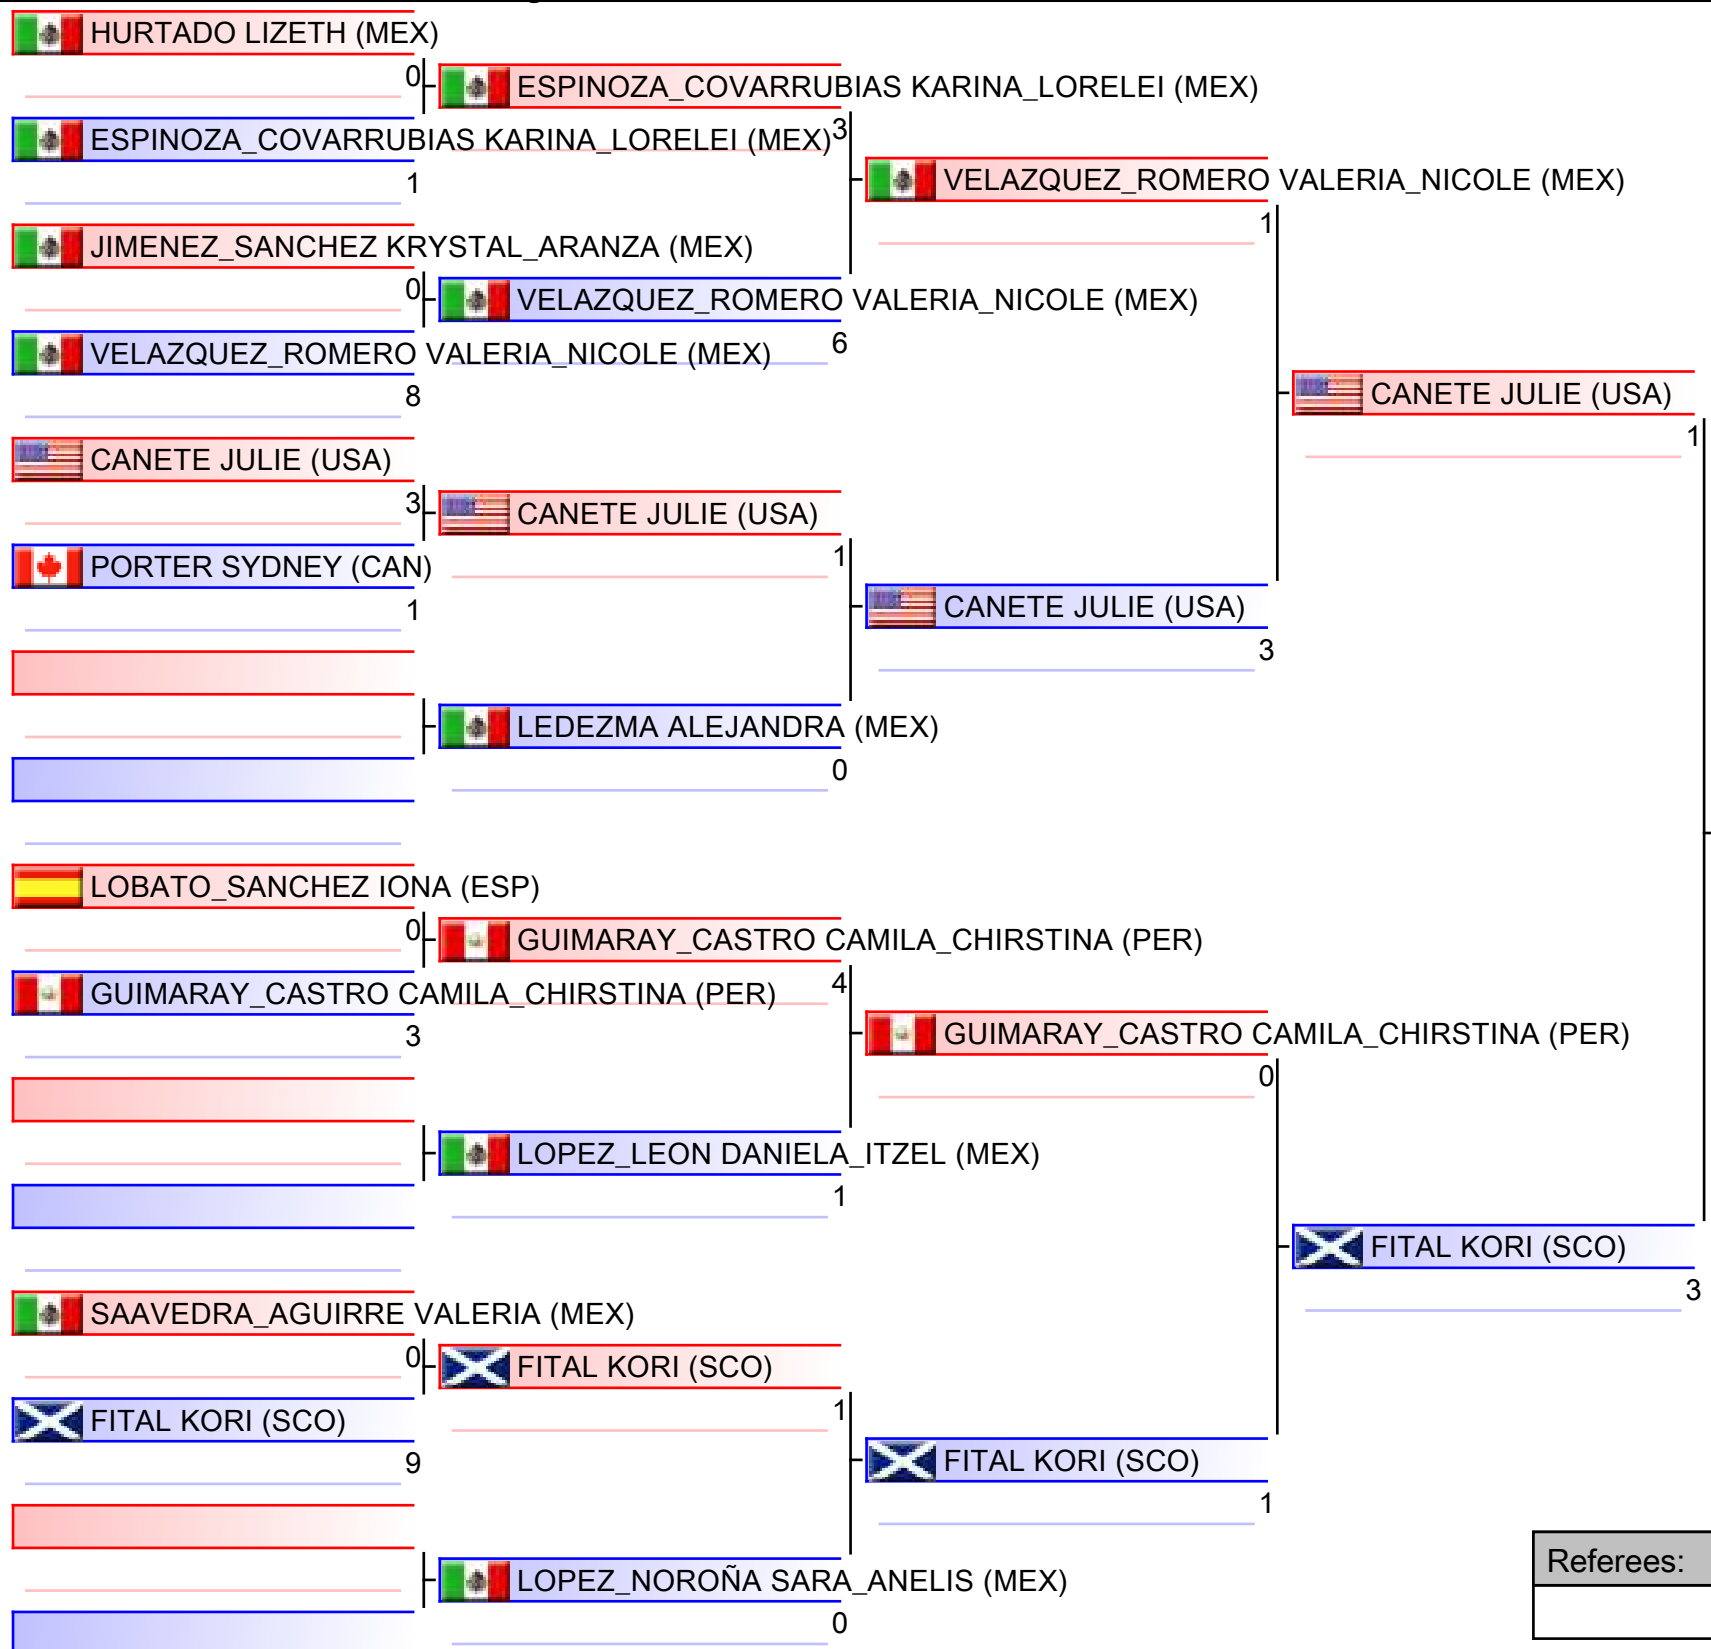 HURTADO LIZETH (MEX)
0
ESPINOZA_COVARRUBIAS KARINA_LORELEI (MEX)
ESPINOZA_COVARRUBIAS KARINA_LORELEI (MEX)
3
1
VELAZQUEZ_ROMERO VALERIA_NICOLE (MEX)
1
JIMENEZ_SANCHEZ KRYSTAL_ARANZA (MEX)
0
VELAZQUEZ_ROMERO VALERIA_NICOLE (MEX)
6
VELAZQUEZ_ROMERO VALERIA_NICOLE (MEX)
8
CANETE JULIE (USA)
1
CANETE JULIE (USA)
3
CANETE JULIE (USA)
1
PORTER SYDNEY (CAN)
1
CANETE JULIE (USA)
3
LEDEZMA ALEJANDRA (MEX)
0
LOBATO_SANCHEZ IONA (ESP)
0
GUIMARAY_CASTRO CAMILA_CHIRSTINA (PER)
4
GUIMARAY_CASTRO CAMILA_CHIRSTINA (PER)
3
GUIMARAY_CASTRO CAMILA_CHIRSTINA (PER)
0
LOPEZ_LEON DANIELA_ITZEL (MEX)
1
FITAL KORI (SCO)
3
SAAVEDRA_AGUIRRE VALERIA (MEX)
0
FITAL KORI (SCO)
1
FITAL KORI (SCO)
9
FITAL KORI (SCO)
1
LOPEZ_NOROÑA SARA_ANELIS (MEX)
0
Referees: